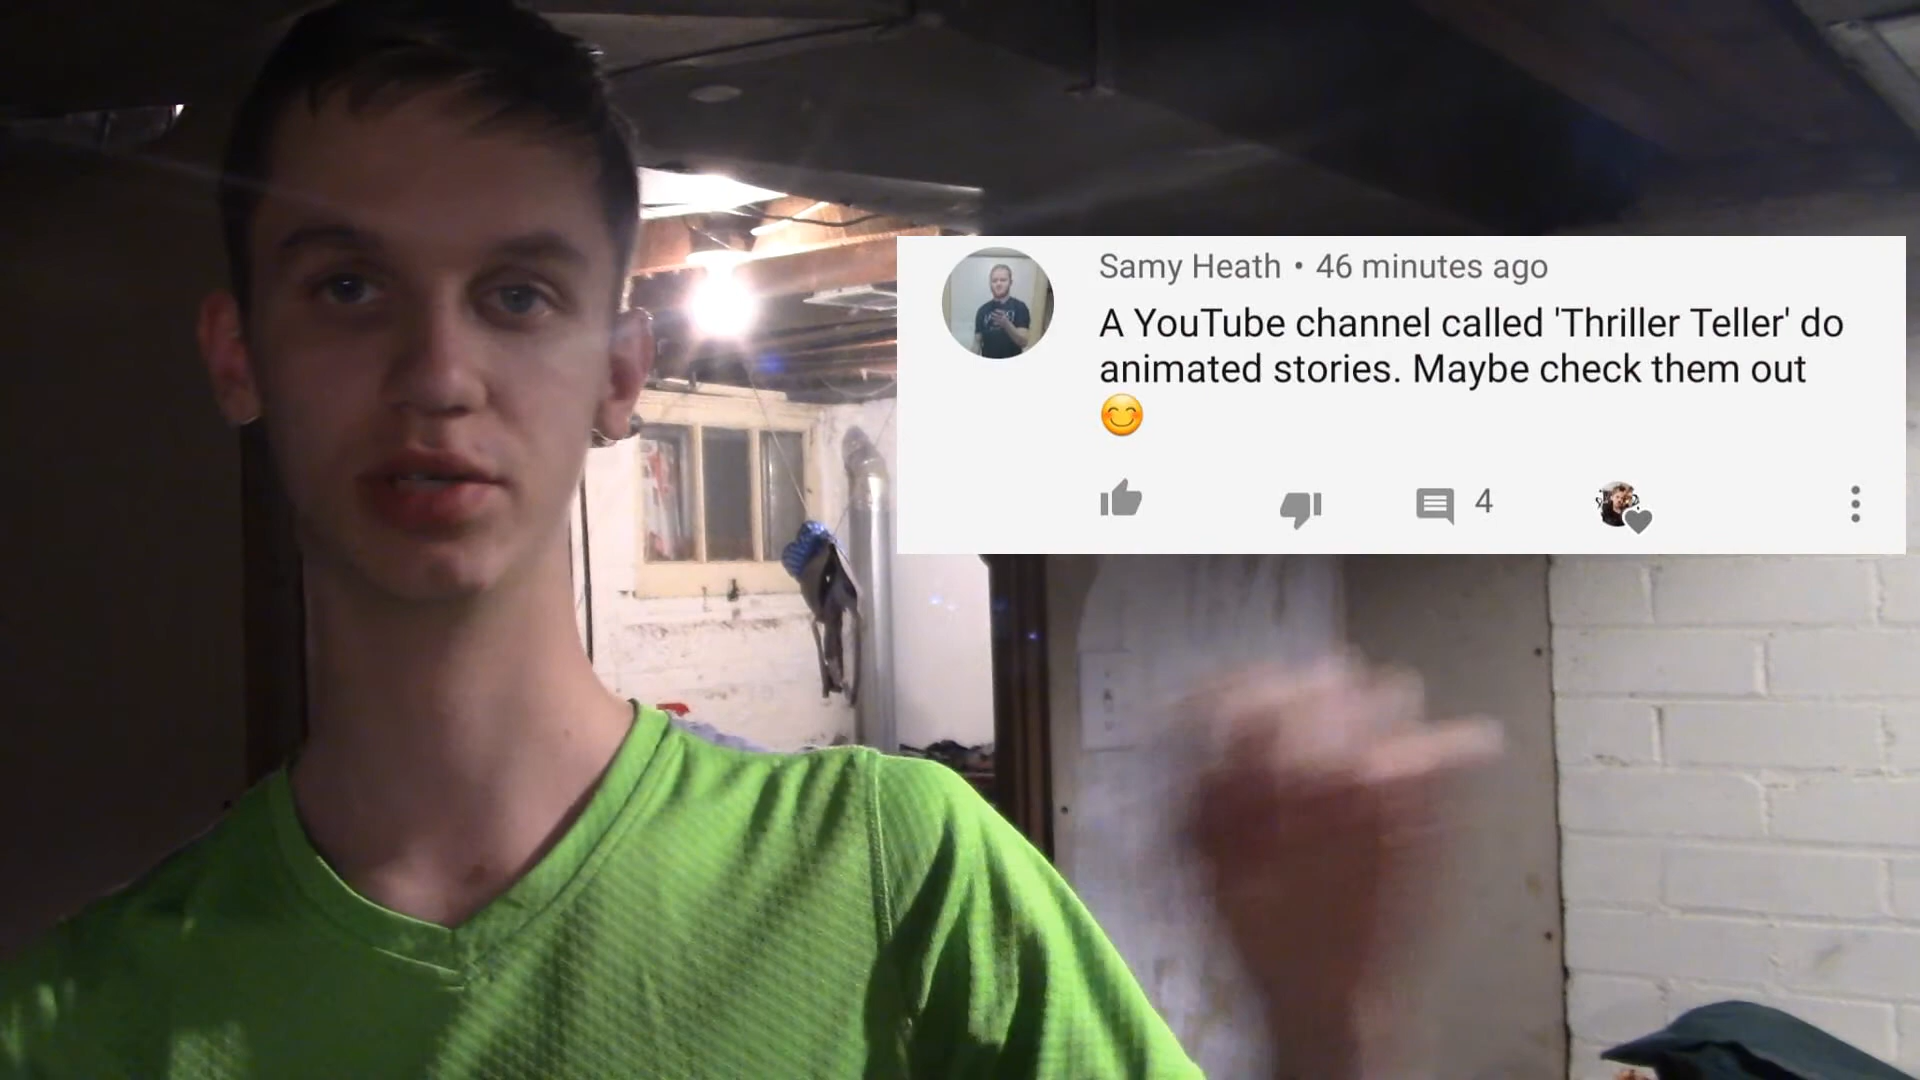 Samy Heath • 46 minutes ago
A YouTube channel called 'Thriller Teller' do
animated stories. Maybe check them out
😊
4